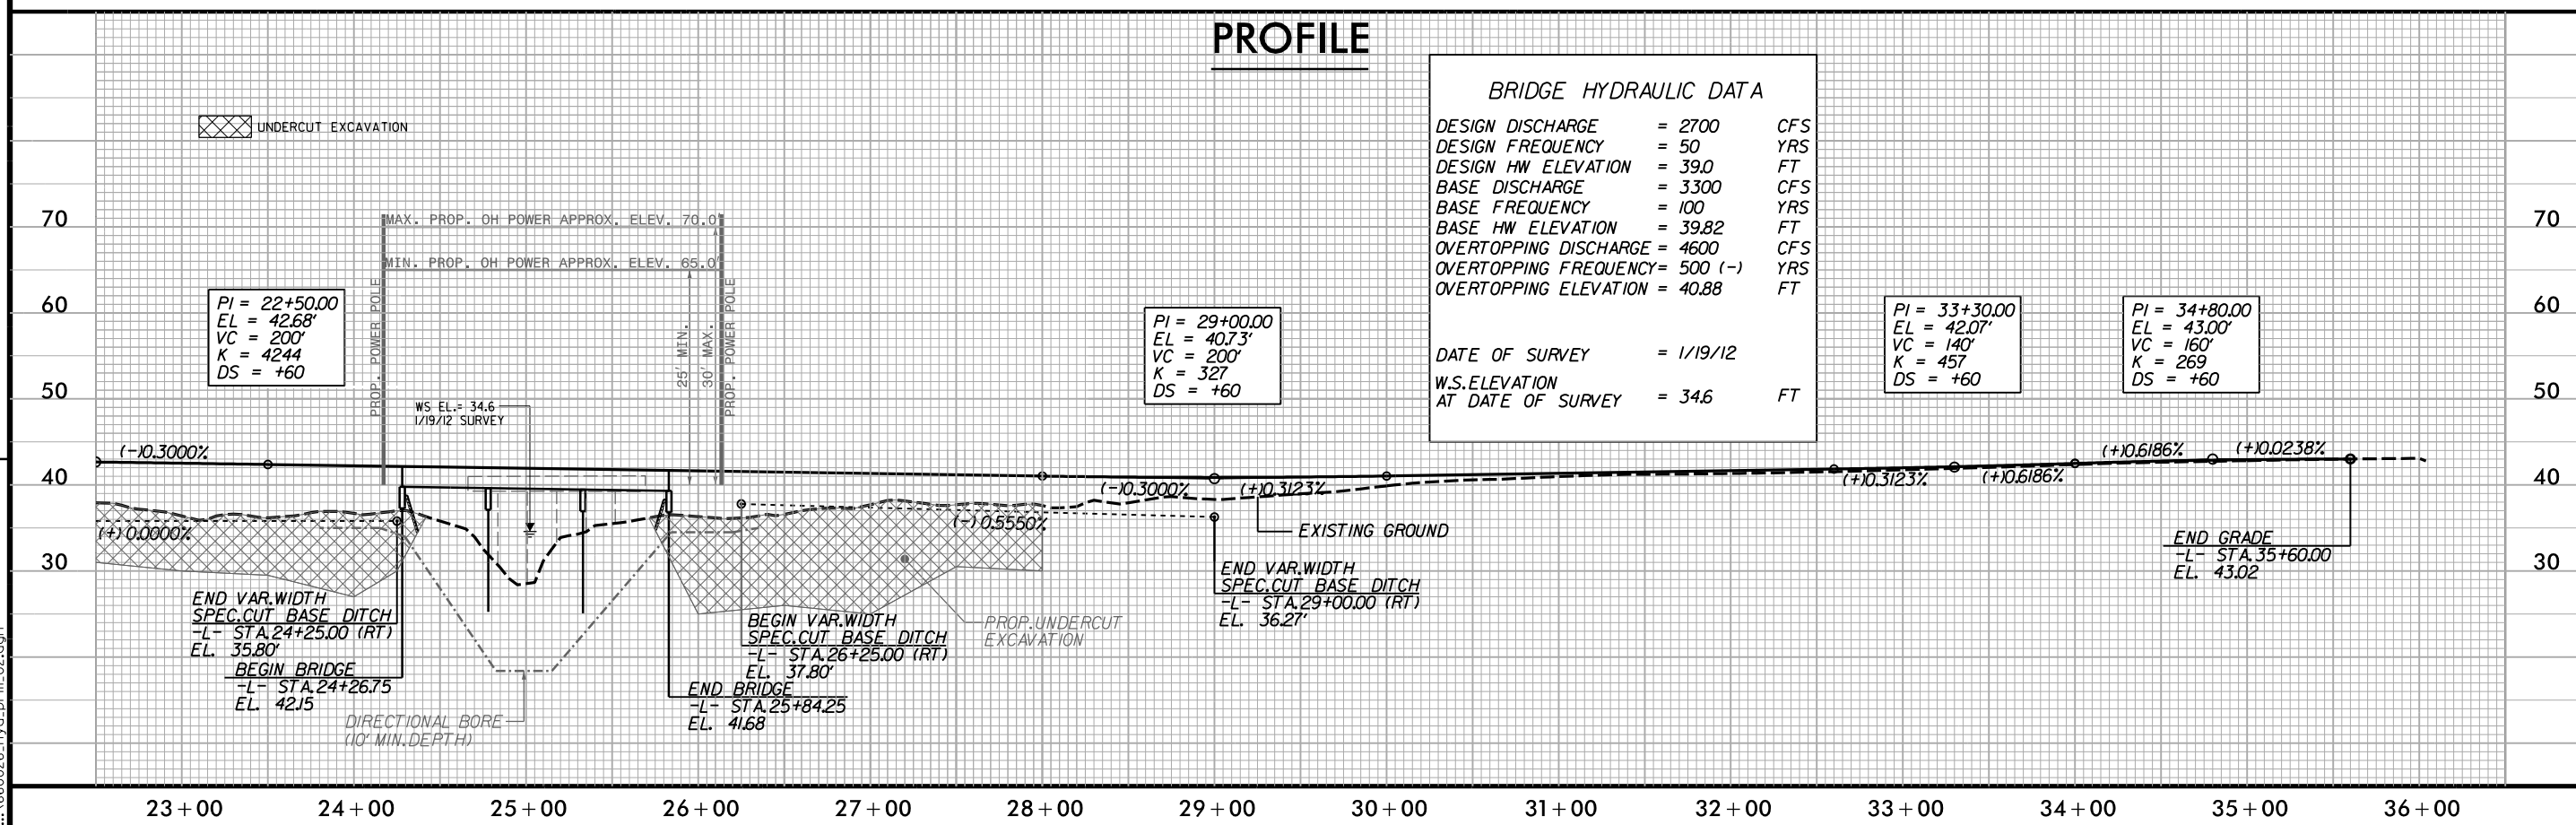 PROFILE
UNDERCUT EXCAVATION
BRIDGE HYDRAULIC DATA
DESIGN DISCHARGE = 2700 CFS
DESIGN FREQUENCY = 50 YRS
DESIGN HW ELEVATION = 39.0 FT
BASE DISCHARGE = 3300 CFS
BASE FREQUENCY = 100 YRS
BASE HW ELEVATION = 39.82 FT
OVERTOPPING DISCHARGE = 4600 CFS
OVERTOPPING FREQUENCY= 500 (-) YRS
OVERTOPPING ELEVATION = 40.88 FT
DATE OF SURVEY = 1/19/12
W.S.ELEVATION
AT DATE OF SURVEY = 34.6 FT
70
60
50
40
30
70
60
50
40
30
MAX. PROP. OH POWER APPROX. ELEV. 70.0'
MIN. PROP. OH POWER APPROX. ELEV. 65.0'
PROP. POWER POLE
25' MIN.
30' MAX.
PROP. POWER POLE
PI = 22+50.00
EL = 42.68'
VC = 200'
K = 4244
DS = +60
PI = 29+00.00
EL = 40.73'
VC = 200'
K = 327
DS = +60
PI = 33+30.00
EL = 42.07'
VC = 140'
K = 457
DS = +60
PI = 34+80.00
EL = 43.00'
VC = 160'
K = 269
DS = +60
WS EL.= 34.6
1/19/12 SURVEY
(-)0.3000%
(+)0.0000%
(-)0.3000%
(+)0.3123%
(-)0.5550%
(+)0.3123%
(+)0.6186%
(+)0.6186%
(+)0.0238%
EXISTING GROUND
END VAR.WIDTH
SPEC.CUT BASE DITCH
-L- STA.24+25.00 (RT)
EL. 35.80'
BEGIN BRIDGE
-L- STA.24+26.75
EL. 42.15
DIRECTIONAL BORE
(10' MIN.DEPTH)
BEGIN VAR.WIDTH
SPEC.CUT BASE DITCH
-L- STA.26+25.00 (RT)
EL. 37.80'
END BRIDGE
-L- STA.25+84.25
EL. 41.68
PROP.UNDERCUT
EXCAVATION
END VAR.WIDTH
SPEC.CUT BASE DITCH
-L- STA.29+00.00 (RT)
EL. 36.27'
END GRADE
-L- STA.35+60.00
EL. 43.02
23+00 24+00 25+00 26+00 27+00 28+00 29+00 30+00 31+00 32+00 33+00 34+00 35+00 36+00